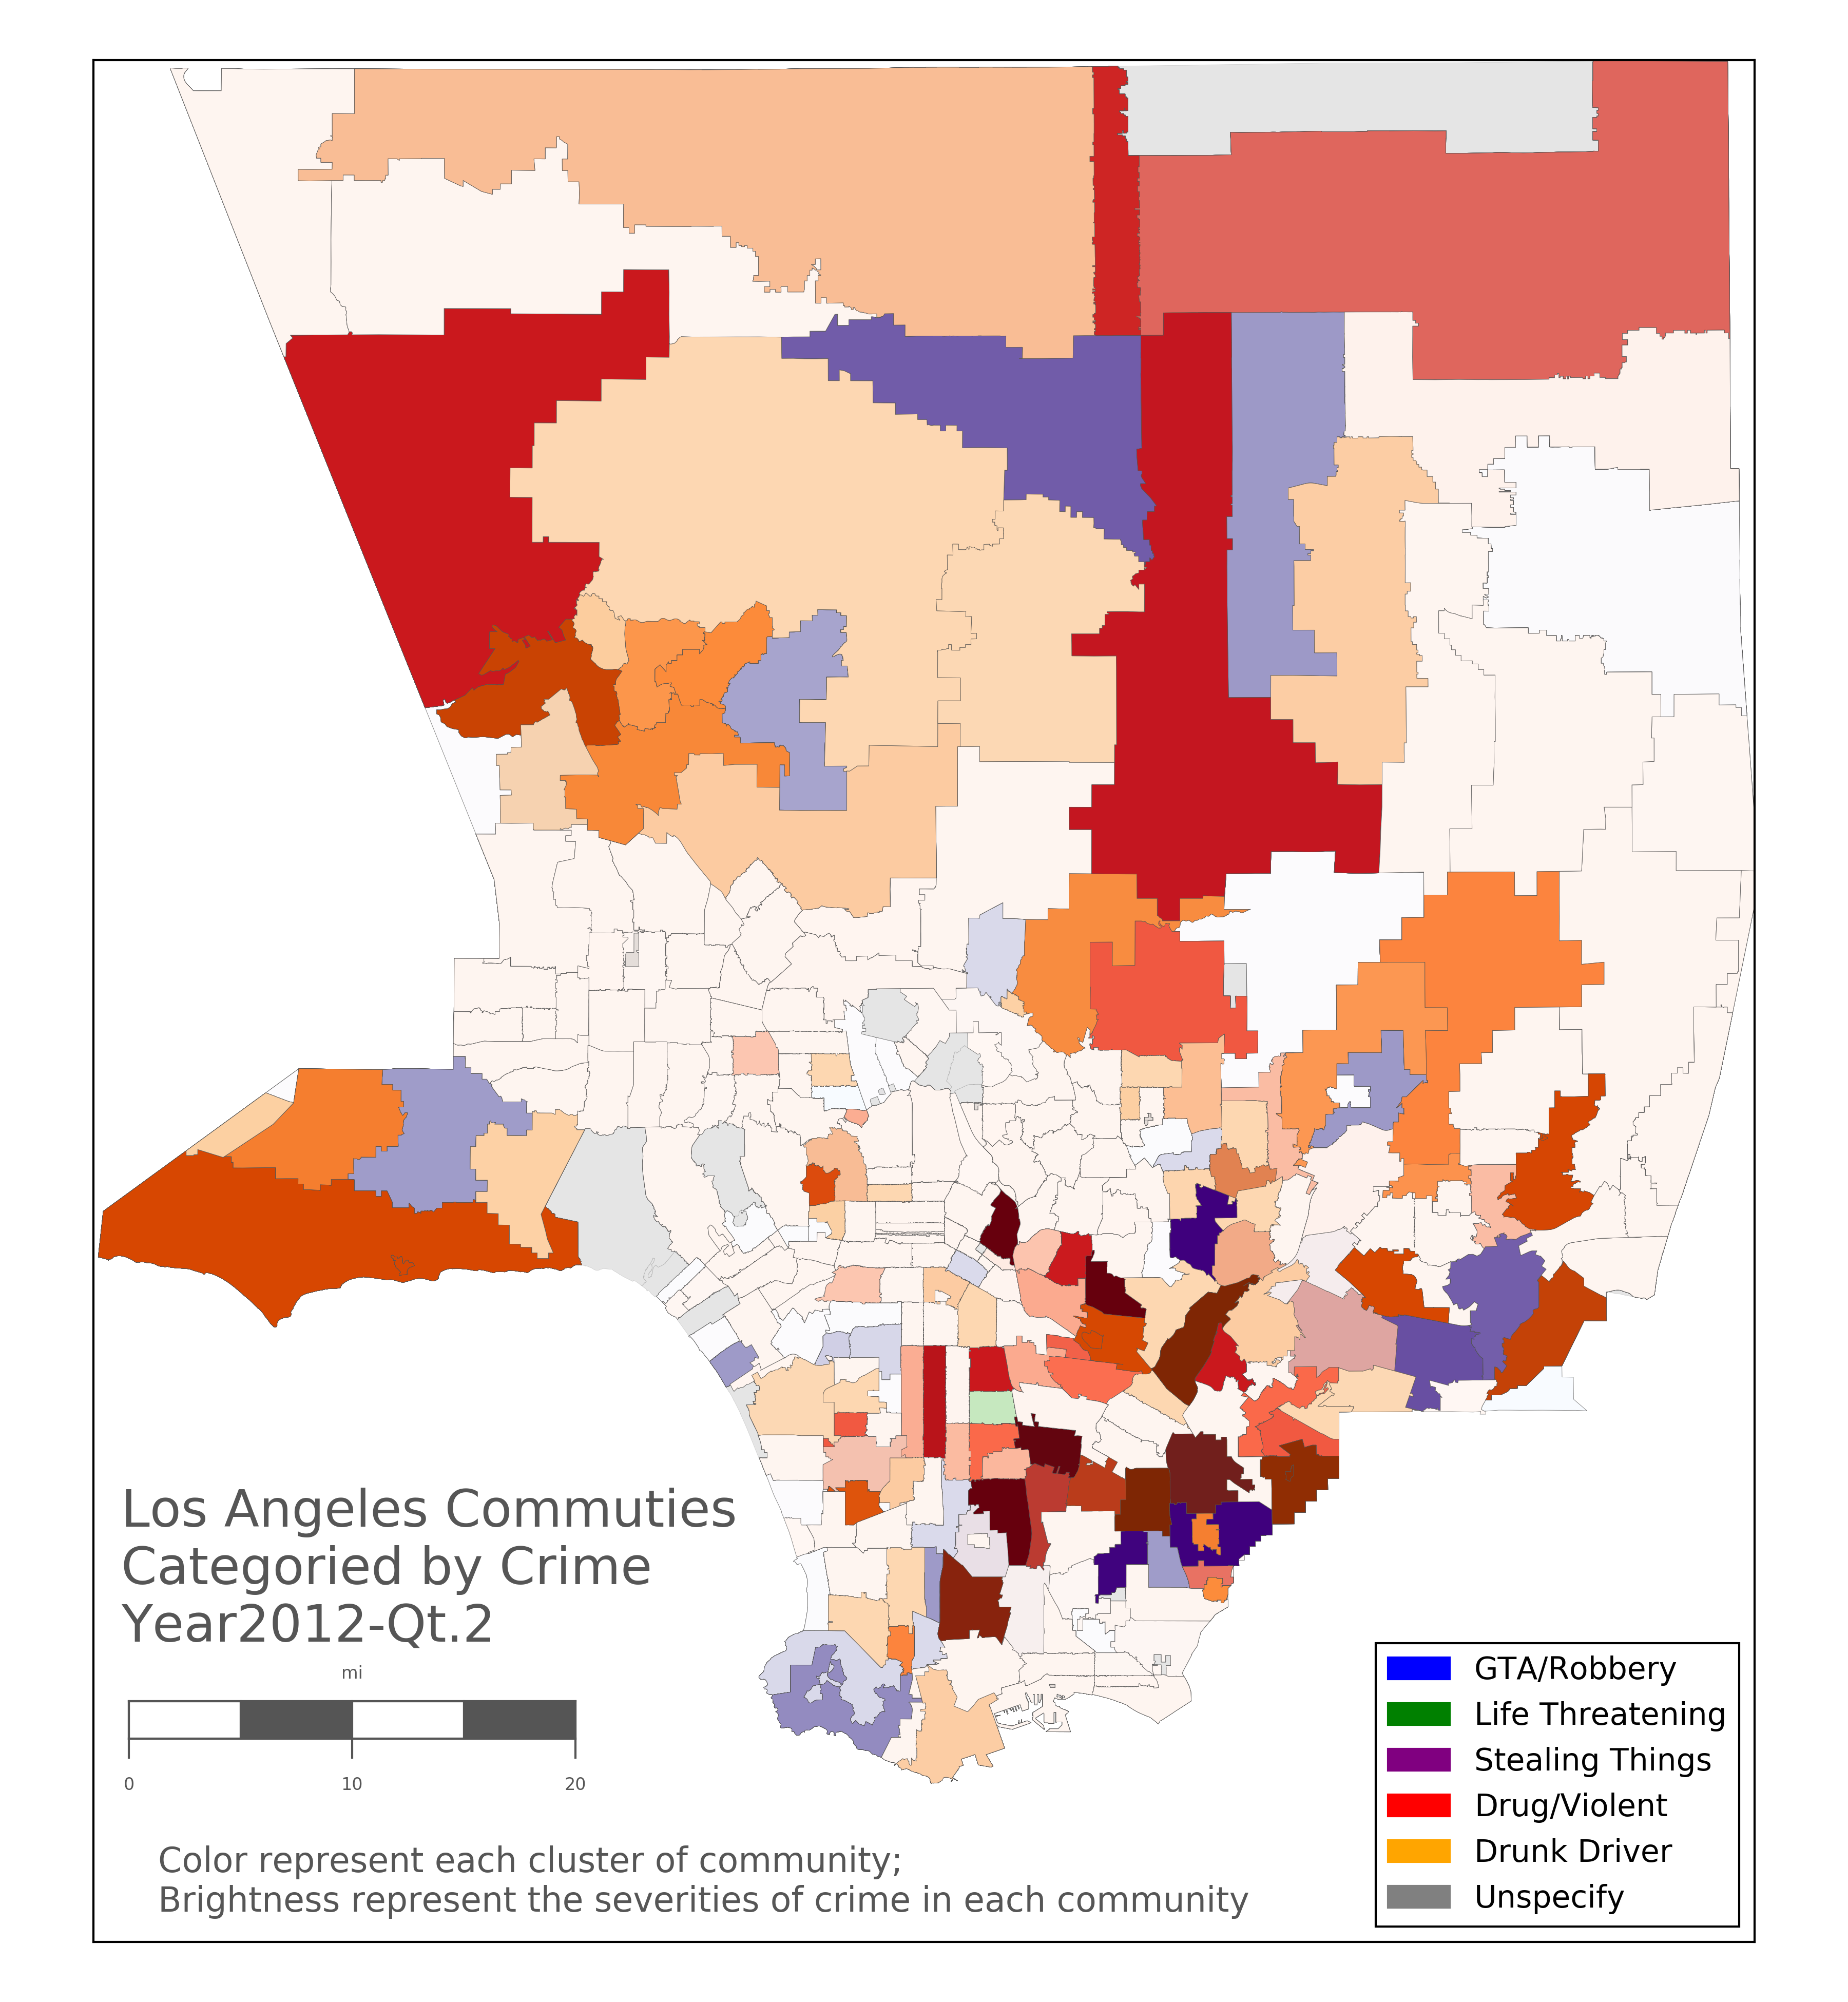 Los Angeles Commuties
Categoried by Crime
Year2012-Qt.2
mi
0 10 20
Color represent each cluster of community;
Brightness represent the severities of crime in each community
GTA/Robbery
Life Threatening
Stealing Things
Drug/Violent
Drunk Driver
Unspecify